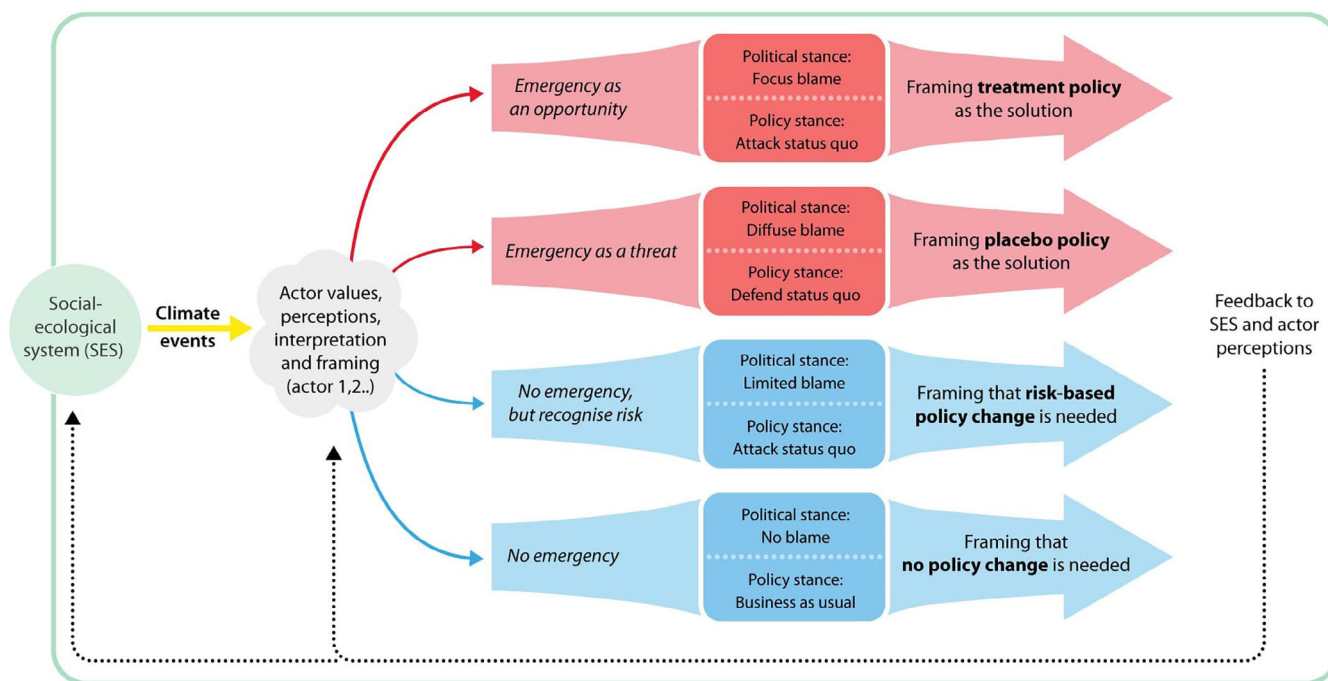 Social-
ecological
system (SES)
Climate
events
Actor values,
perceptions,
interpretation
and framing
(actor 1,2..)
Emergency as
an opportunity
Political stance:
Focus blame
Policy stance:
Attack status quo
Framing treatment policy
as the solution
Emergency as a threat
Political stance:
Diffuse blame
Policy stance:
Defend status quo
Framing placebo policy
as the solution
No emergency,
but recognise risk
Political stance:
Limited blame
Policy stance:
Attack status quo
Framing that risk-based
policy change is needed
No emergency
Political stance:
No blame
Policy stance:
Business as usual
Framing that
no policy change is needed
Feedback to
SES and actor
perceptions